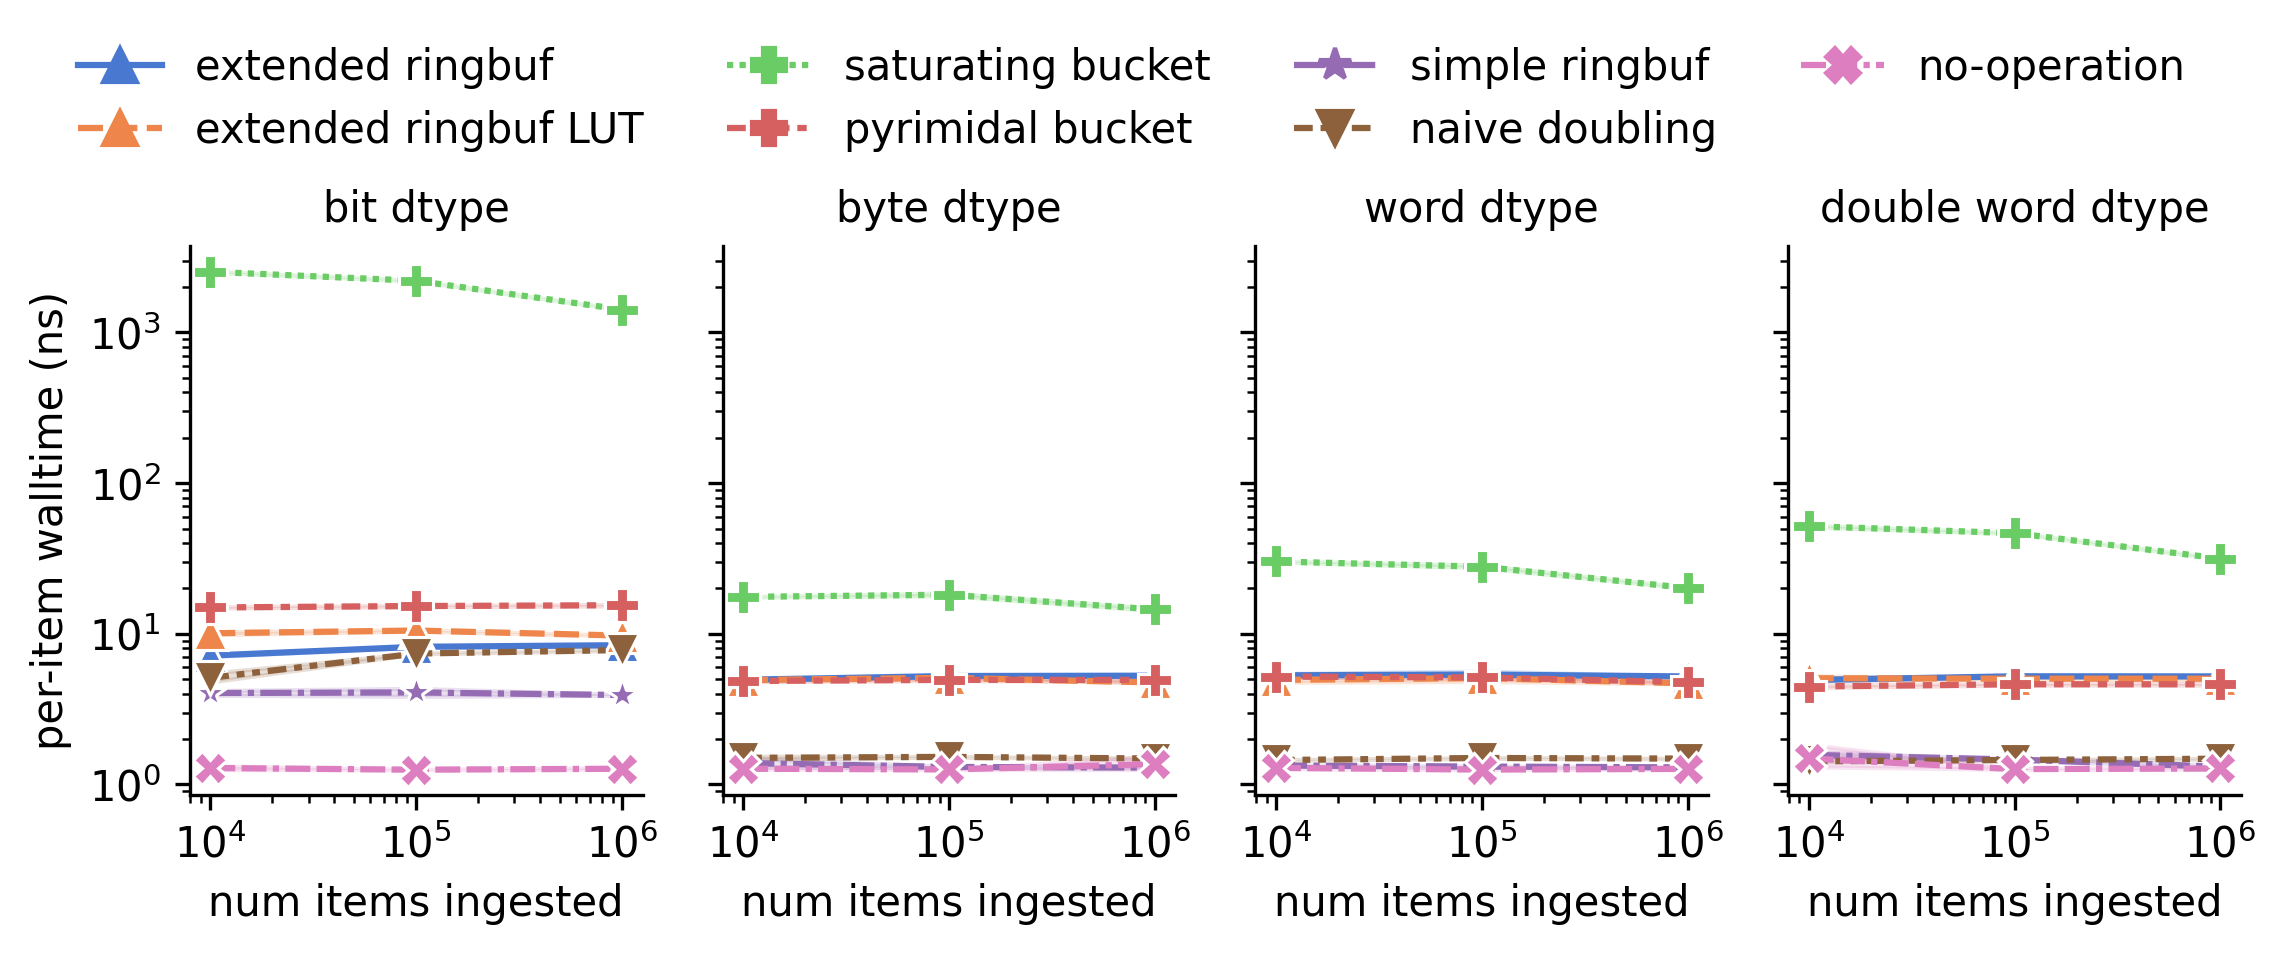 extended ringbuf saturating bucket simple ringbuf no-operation
extended ringbuf LUT pyrimidal bucket naive doubling
bit dtype byte dtype word dtype double word dtype
per-item walltime (ns)
10³
10²
10¹
10⁰
10⁴ 10⁵ 10⁶ 10⁴ 10⁵ 10⁶ 10⁴ 10⁵ 10⁶ 10⁴ 10⁵ 10⁶
num items ingested num items ingested num items ingested num items ingested